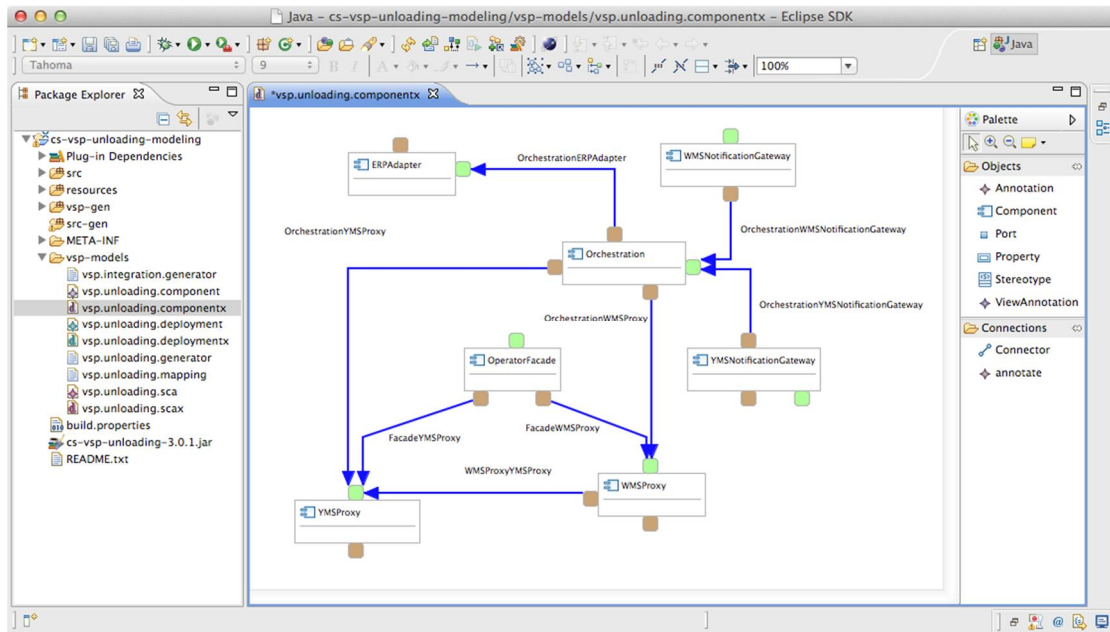 Java - cs-vsp-unloading-modeling/vsp-models/vsp.unloading.componentx - Eclipse SDK
Java
Tahoma
9
B I A
100%
Package Explorer
cs-vsp-unloading-modeling
Plug-in Dependencies
src
resources
vsp-gen
src-gen
META-INF
vsp-models
vsp.integration.generator
vsp.unloading.component
vsp.unloading.componentx
vsp.unloading.deployment
vsp.unloading.deploymentx
vsp.unloading.generator
vsp.unloading.mapping
vsp.unloading.sca
vsp.unloading.scax
build.properties
cs-vsp-unloading-3.0.1.jar
README.txt
*vsp.unloading.componentx
ERPAdapter
OrchestrationERPAdapter
WMSNotificationGateway
OrchestrationYMSProxy
OrchestrationWMSNotificationGateway
Orchestration
OrchestrationYMSNotificationGateway
OrchestrationWMSProxy
OperatorFacade
YMSNotificationGateway
FacadeYMSProxy
FacadeWMSProxy
WMSProxyYMSProxy
WMSProxy
YMSProxy
Palette
Objects
Annotation
Component
Port
Property
Stereotype
ViewAnnotation
Connections
Connector
annotate